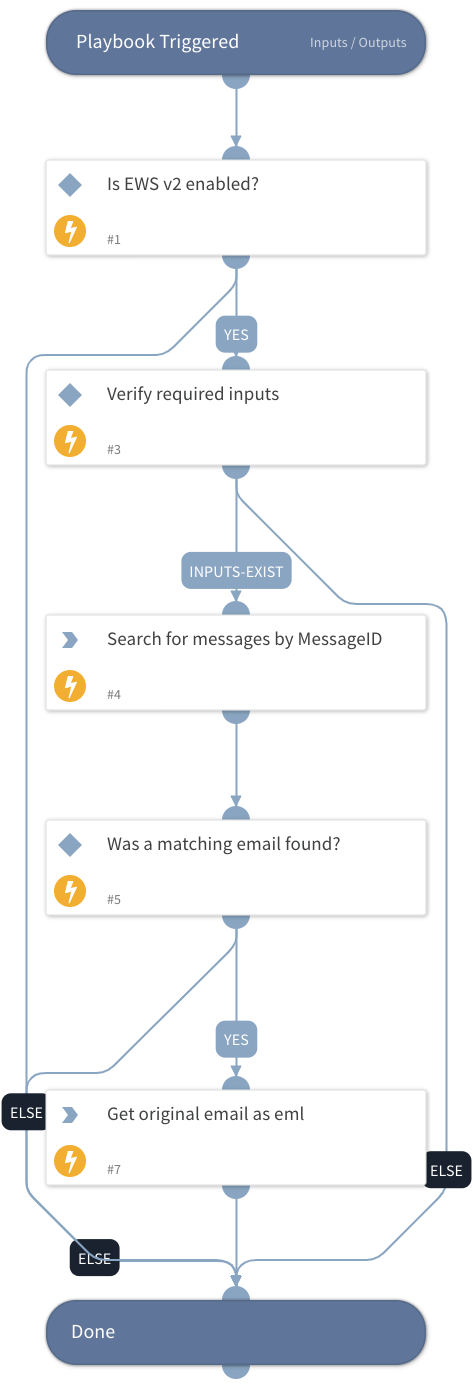 Playbook Triggered
Inputs / Outputs
Is EWS v2 enabled?
#1
YES
Verify required inputs
#3
INPUTS-EXIST
Search for messages by MessageID
#4
Was a matching email found?
#5
YES
Get original email as eml
ELSE
#7
ELSE
ELSE
Done